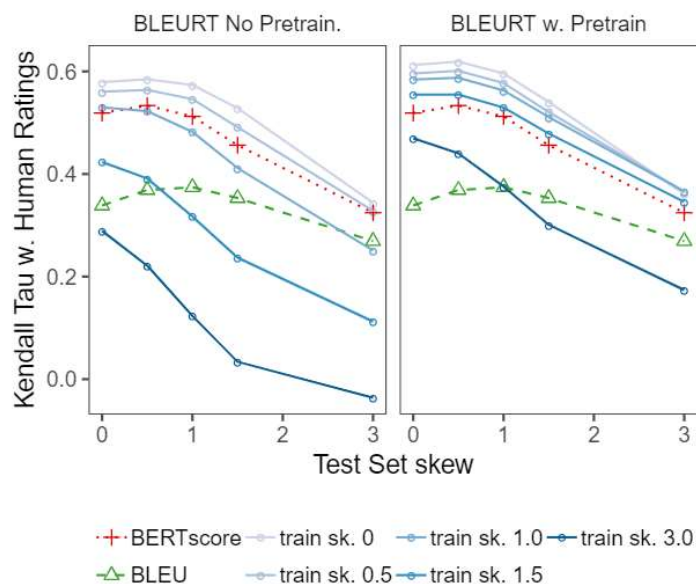 BLEURT No Pretrain.
BLEURT w. Pretrain
Kendall Tau w. Human Ratings
0.6
0.4
0.2
0.0
0 1 2 3
0 1 2 3
Test Set skew
BERTscore train sk. 0 train sk. 1.0 train sk. 3.0
BLEU train sk. 0.5 train sk. 1.5